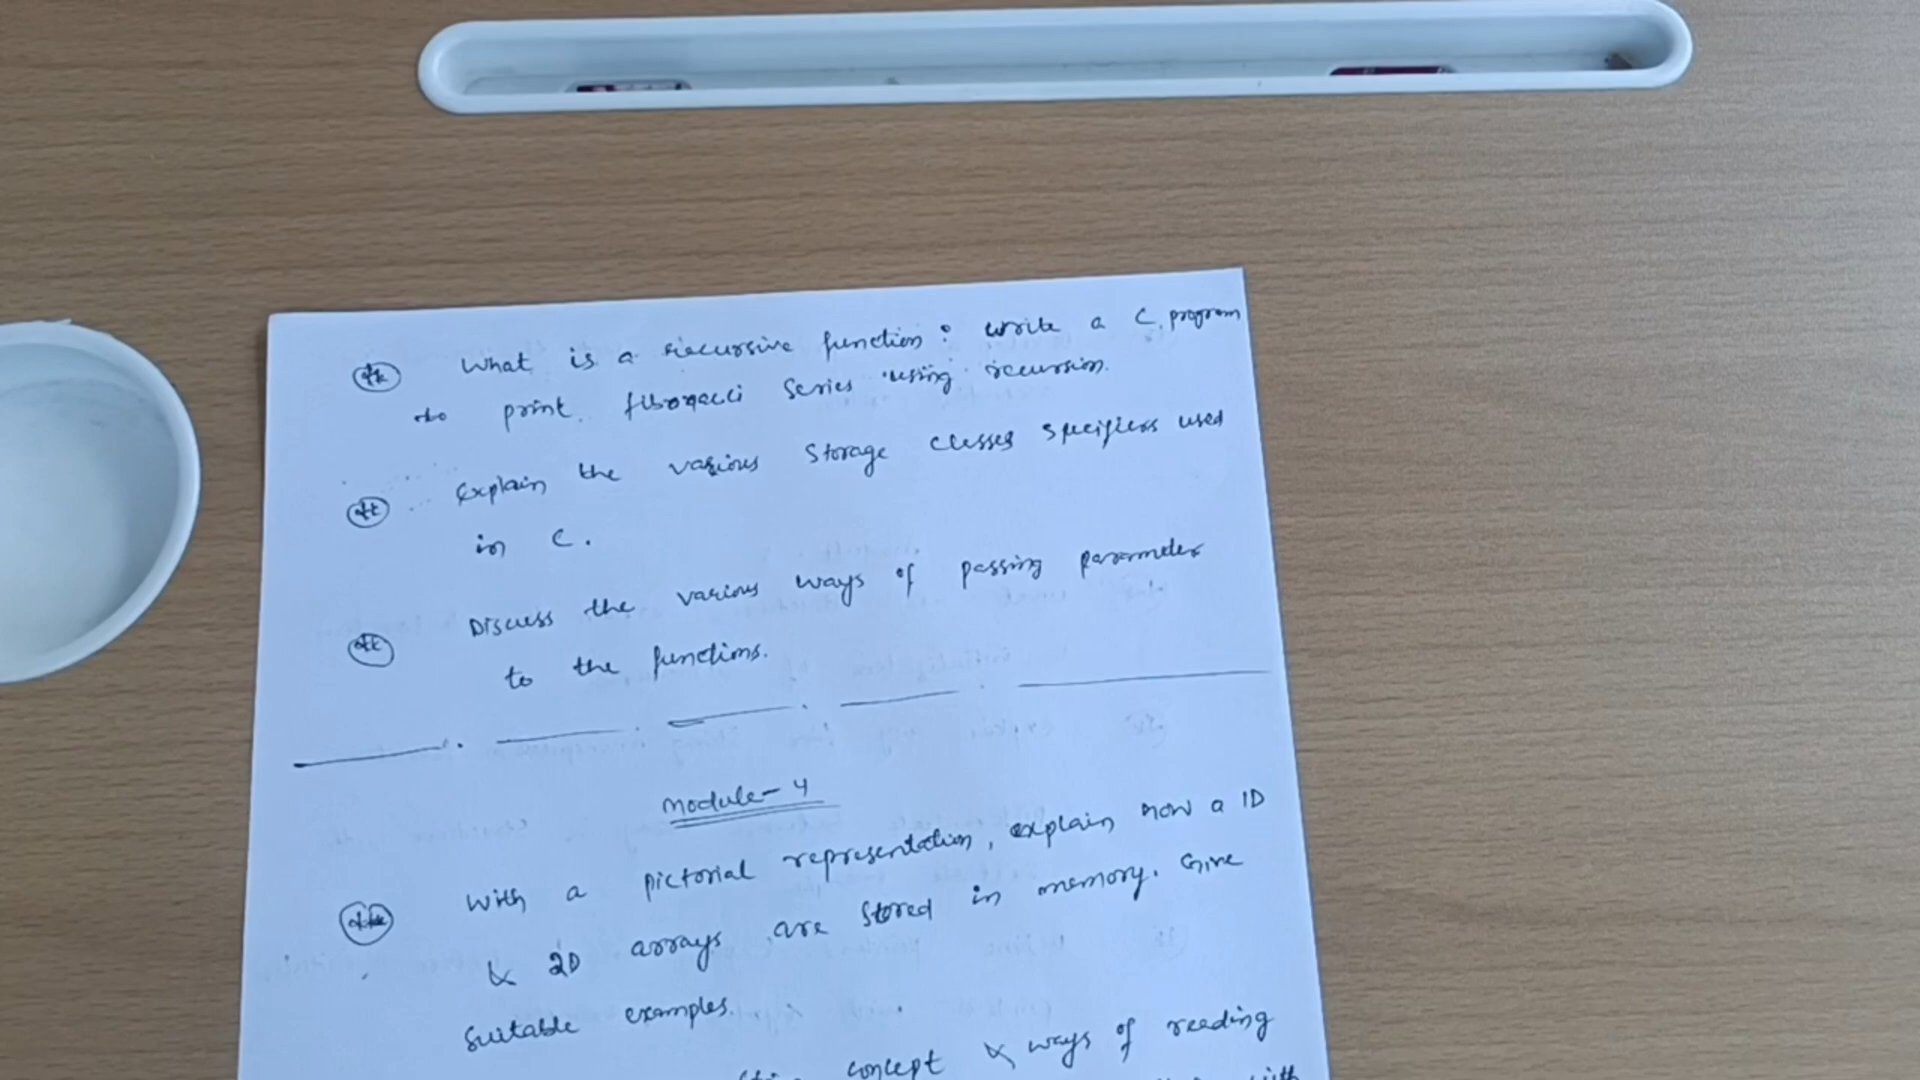 What is a recursive function : write a C program
to print fibonacci series using recursion.
Explain the various storage classes specifiers used
in C.
Discuss the various ways of passing parameter
to the functions.
Module - 4
With a pictorial representation, explain how a 1D
& 2D arrays are stored in memory. Give
suitable examples.
concept & ways of reading
with